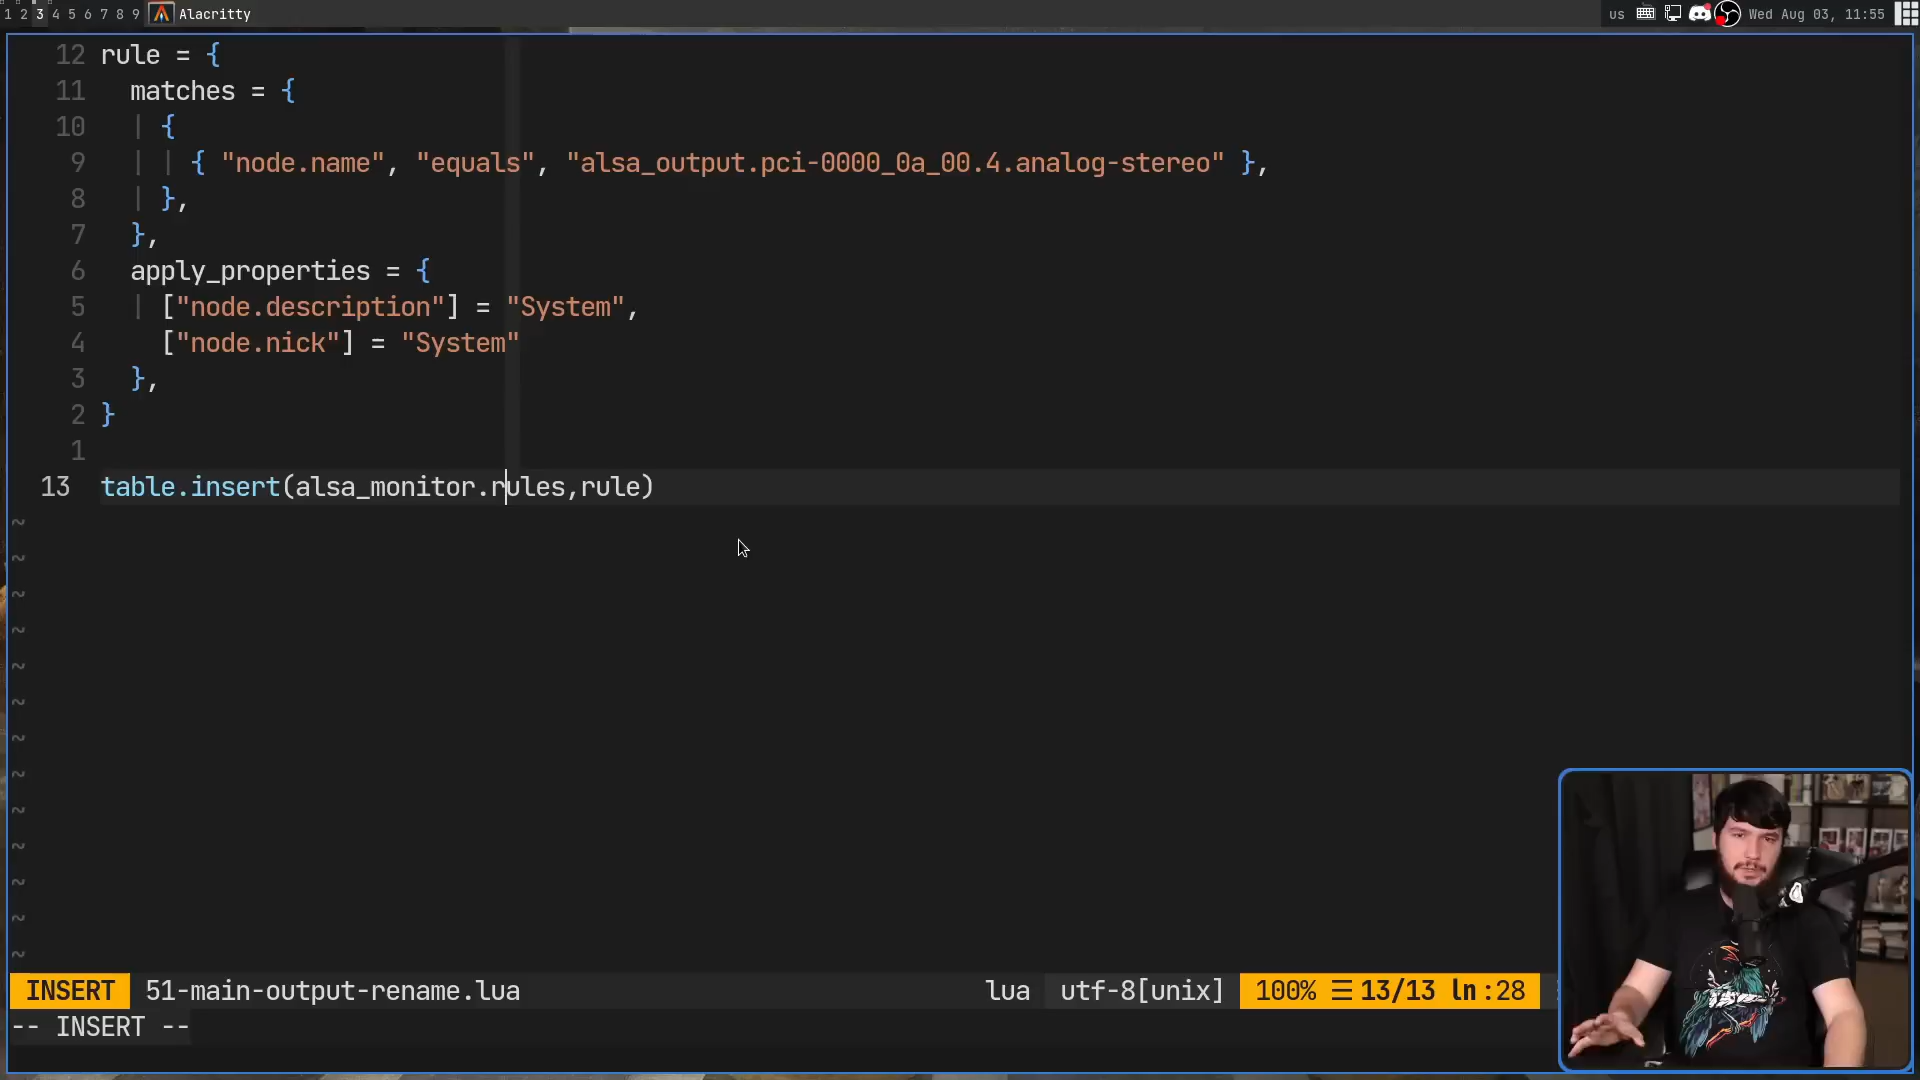 1 2 3 4 5 6 7 8 9 Alacritty us Wed Aug 03, 11:55
12 rule = {
11 matches = {
10 {
9 { "node.name", "equals", "alsa_output.pci-0000_0a_00.4.analog-stereo" },
8 },
7 },
6 apply_properties = {
5 ["node.description"] = "System",
4 ["node.nick"] = "System"
3 },
2 }
1
13 table.insert(alsa_monitor.rules,rule)
~
~
~
~
~
~
~
~
~
~
~
~
~
INSERT 51-main-output-rename.lua lua utf-8[unix] 100% ☰ 13/13 ln :28
-- INSERT --